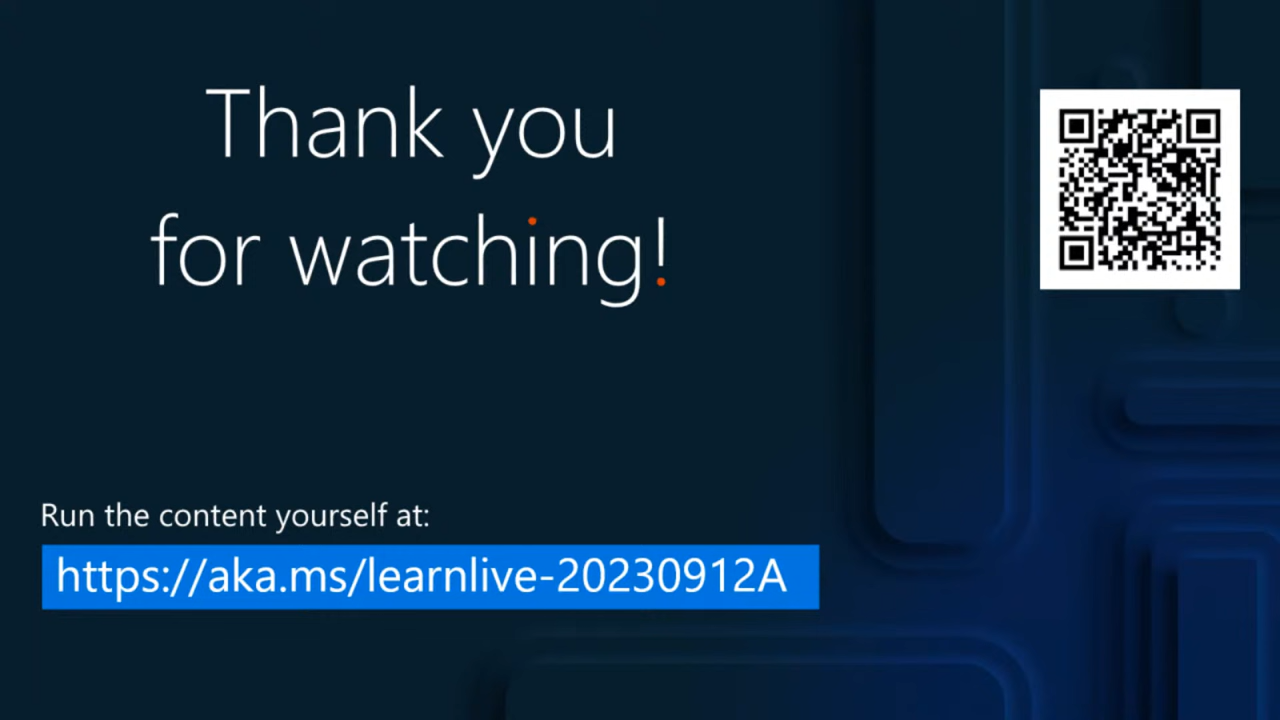 Thank you
for watching!
Run the content yourself at:
https://aka.ms/learnlive-20230912A